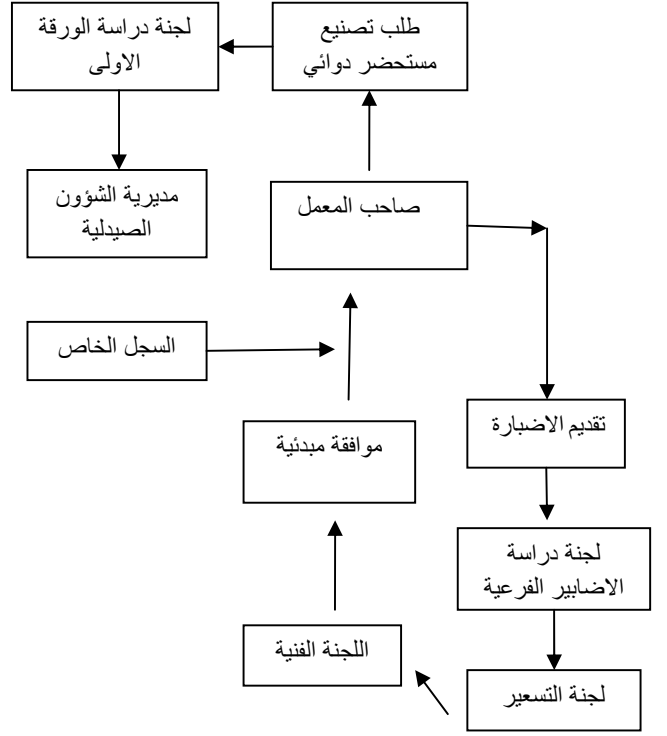 طلب تصنيع
مستحضر دوائي
لجنة دراسة الورقة
الاولى
مديرية الشؤون
الصيدلية
صاحب المعمل
السجل الخاص
تقديم الاضبارة
موافقة مبدئية
لجنة دراسة
الاضابير الفرعية
اللجنة الفنية
لجنة التسعير